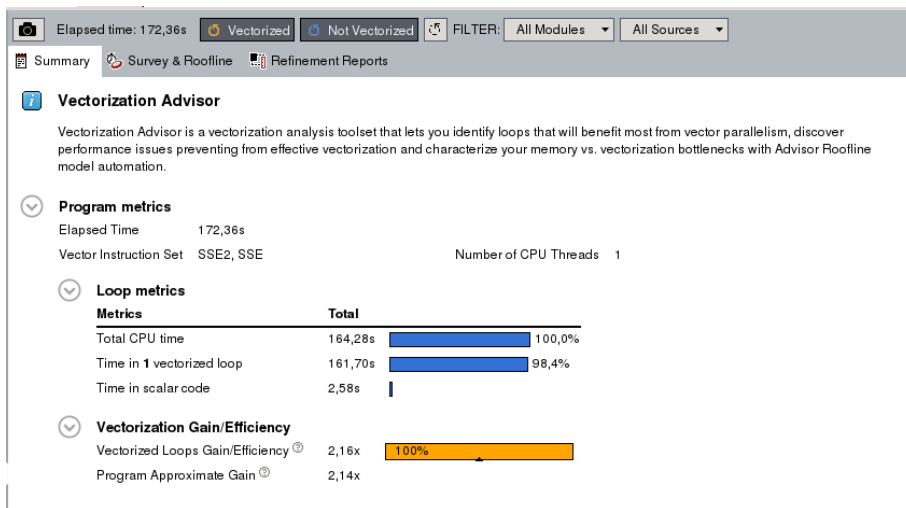 Elapsed time: 172,36s Vectorized Not Vectorized FILTER: All Modules All Sources
Summary Survey & Roofline Refinement Reports
i Vectorization Advisor
Vectorization Advisor is a vectorization analysis toolset that lets you identify loops that will benefit most from vector parallelism, discover
performance issues preventing from effective vectorization and characterize your memory vs. vectorization bottlenecks with Advisor Roofline
model automation.
Program metrics
Elapsed Time 172,36s
Vector Instruction Set SSE2, SSE Number of CPU Threads 1
Loop metrics
Metrics Total
Total CPU time 164,28s 100,0%
Time in 1 vectorized loop 161,70s 98,4%
Time in scalar code 2,58s
Vectorization Gain/Efficiency
Vectorized Loops Gain/Efficiency ? 2,16x 100%
Program Approximate Gain ? 2,14x